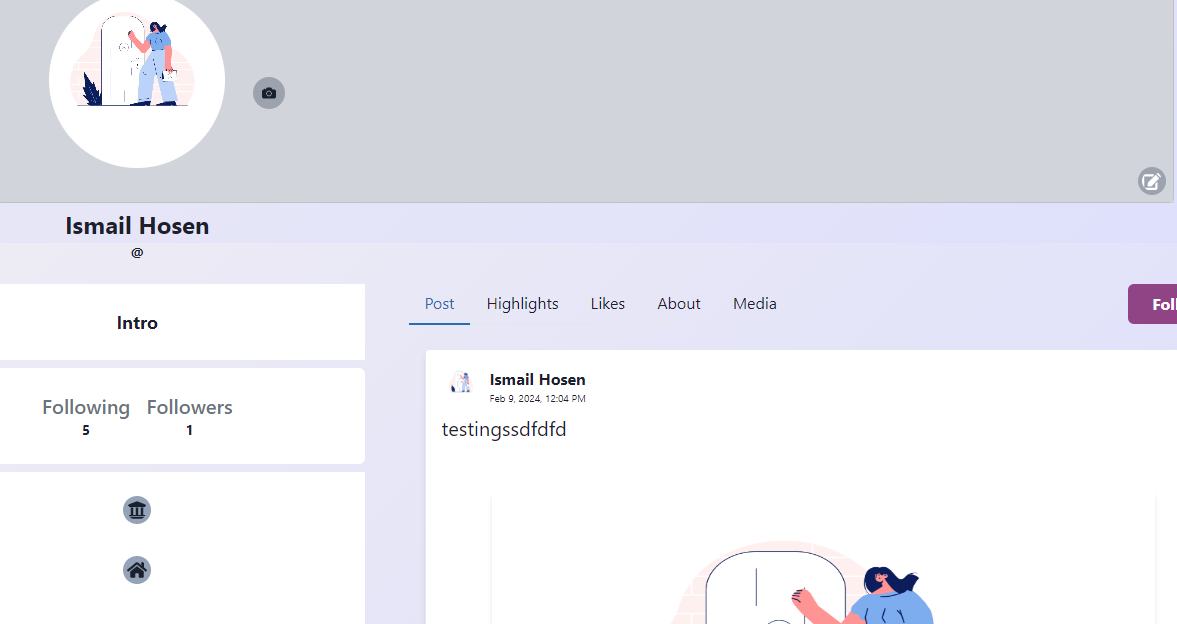 Ismail Hosen
@
Intro
Following Followers
5 1
Post Highlights Likes About Media
Foll
Ismail Hosen
Feb 9, 2024, 12:04 PM
testingssdfdfd